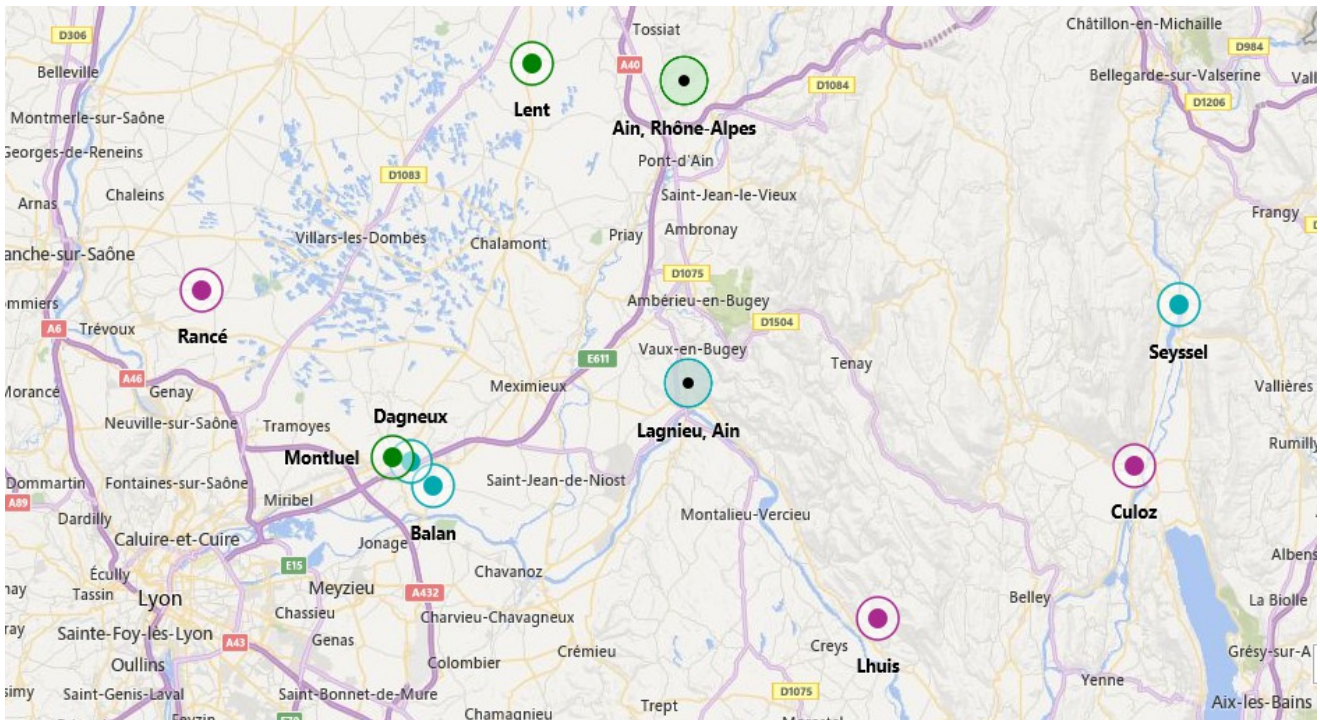 Tossiat
Châtillon-en-Michaille
D306
D984
Belleville
A40
Bellegarde-sur-Valserine
D1084
D1206
Lent
Montmerle-sur-Saône
Ain, Rhône-Alpes
Georges-de-Reneins
Pont-d'Ain
D1083
Chaleins
Saint-Jean-le-Vieux
Arnas
Frangy
Villars-les-Dombes
Chalamont
Priay
Ambronay
anche-sur-Saône
D1075
Ambérieu-en-Bugey
ommiers
D1504
A6
Trévoux
Rancé
Vaux-en-Bugey
Seyssel
E611
Tenay
A46
Morancé
Genay
Meximieux
Vallières
Dagneux
Neuville-sur-Saône
Tramoyes
Lagnieu, Ain
Rumilly
Montluel
Dommartin
Fontaines-sur-Saône
Saint-Jean-de-Niost
Miribel
A89
Culoz
Dardilly
Montalieu-Vercieu
Balan
Caluire-et-Cuire
Jonage
Albens
E15
Écully
Chavanoz
nay
Tassin
Meyzieu
A432
Lyon
Belley
La Biolle
Chassieu
Charvieu-Chavagneux
ray
Sainte-Foy-lès-Lyon
A43
Genas
Creys
Crémieu
Grésy-sur-A
Oullins
Colombier
Lhuis
Yenne
simy
Saint-Genis-Laval
Saint-Bonnet-de-Mure
D1075
Trept
Aix-les-Bains
Chamagnieu
Feyzin